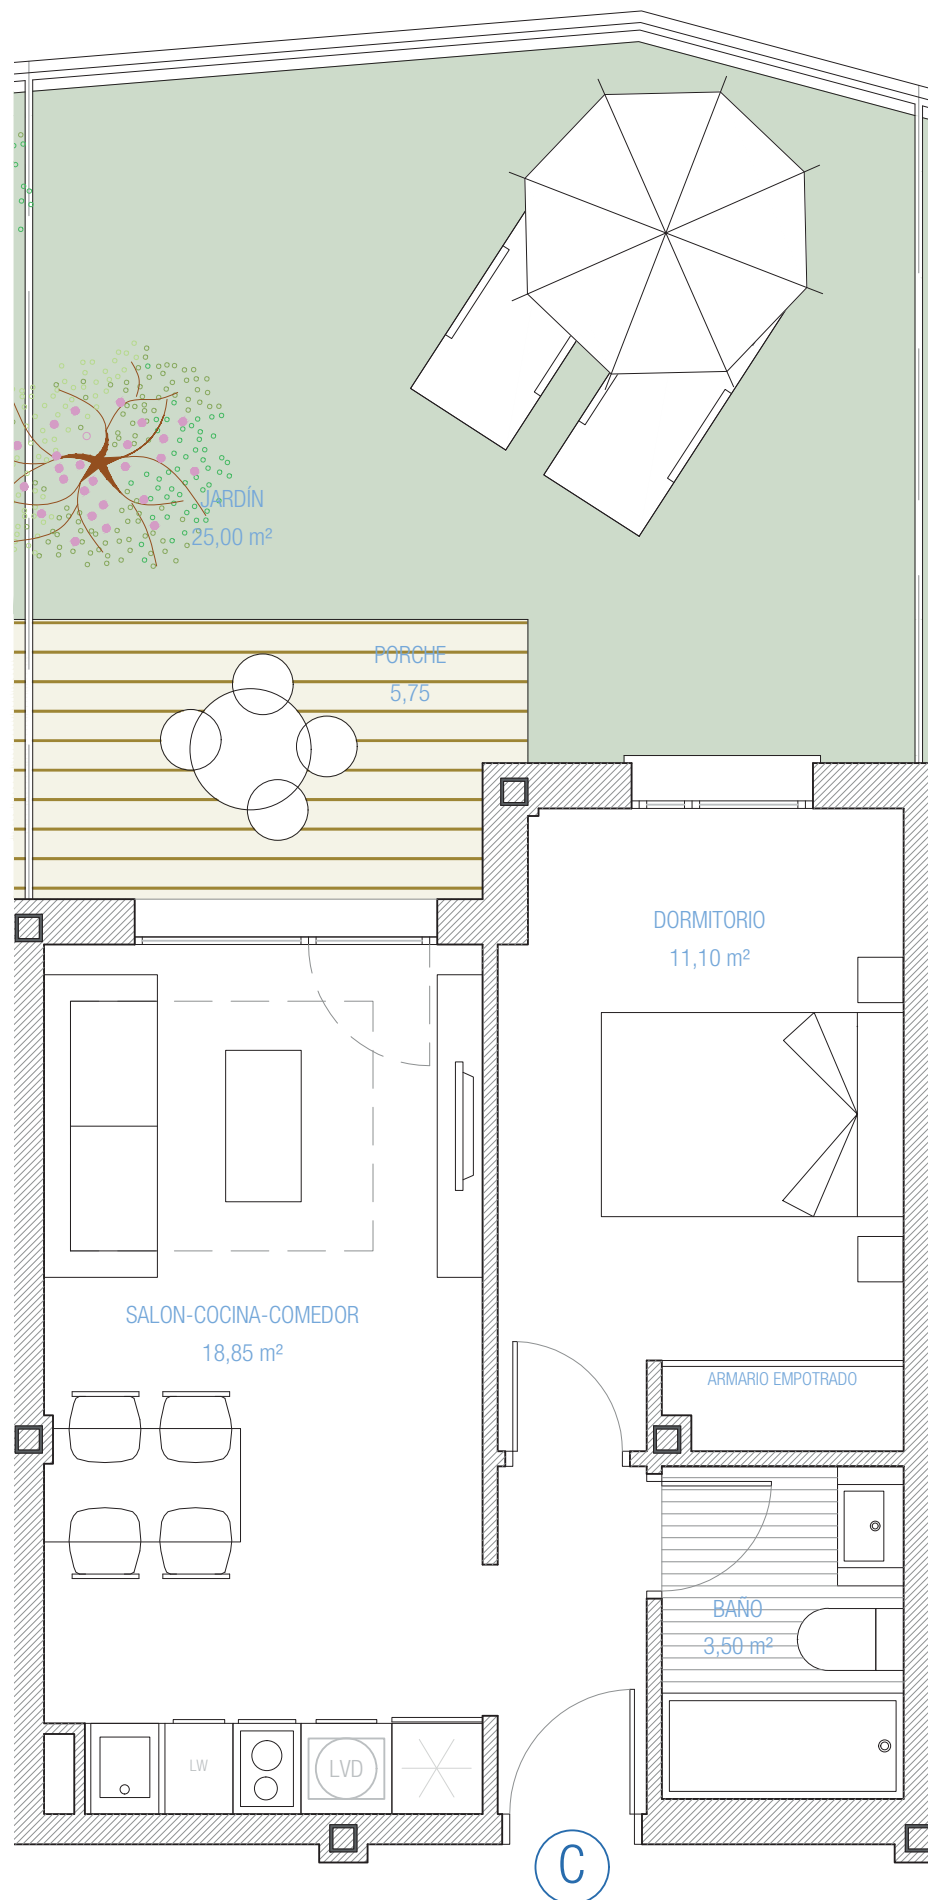 JARDÍN
25,00 m²
PORCHE
5,75
DORMITORIO
11,10 m²
SALON-COCINA-COMEDOR
18,85 m²
ARMARIO EMPOTRADO
BAÑO
3,50 m²
LW
LVD
C